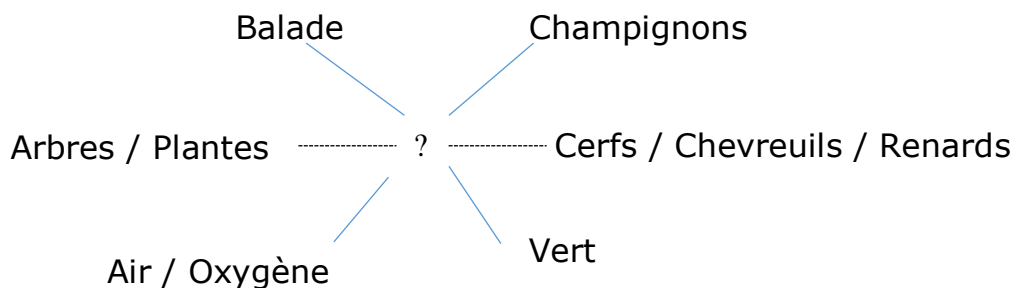 Balade Champignons
Arbres / Plantes ? Cerfs / Chevreuils / Renards
Vert
Air / Oxygène